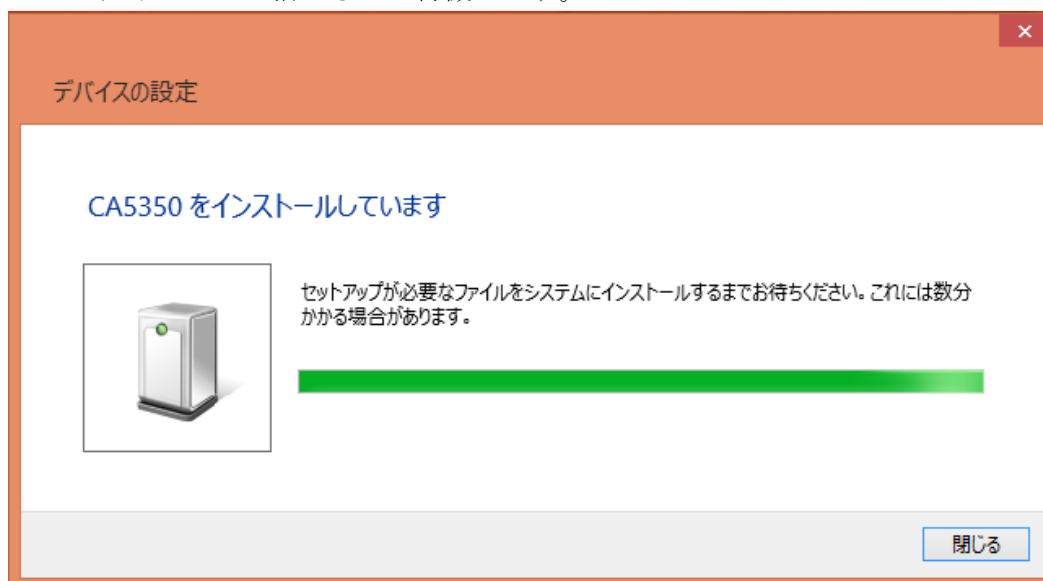 デバイスの設定
CA5350 をインストールしています
セットアップが必要なファイルをシステムにインストールするまでお待ちください。これには数分
かかる場合があります。
閉じる